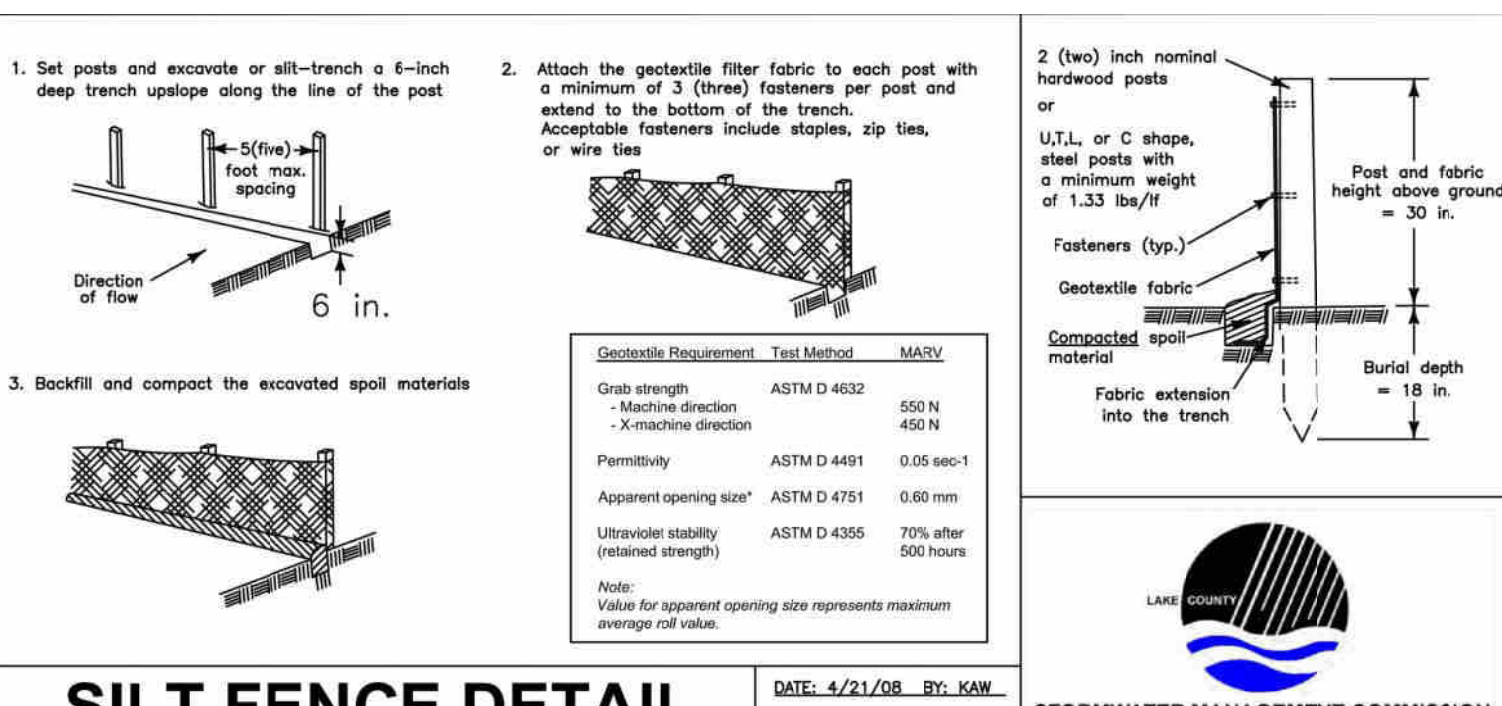 1. Set posts and excavate or slit-trench a 6-inch
deep trench upslope along the line of the post
5(five)
foot max.
spacing
Direction
of flow
6 in.
2. Attach the geotextile filter fabric to each post with
a minimum of 3 (three) fasteners per post and
extend to the bottom of the trench.
Acceptable fasteners include staples, zip ties,
or wire ties
3. Backfill and compact the excavated spoil materials
Geotextile Requirement Test Method MARV
Grab strength ASTM D 4632
- Machine direction 550 N
- X-machine direction 450 N
Permittivity ASTM D 4491 0.05 sec-1
Apparent opening size* ASTM D 4751 0.60 mm
Ultraviolet stability ASTM D 4355 70% after
(retained strength) 500 hours
Note:
Value for apparent opening size represents maximum
average roll value.
2 (two) inch nominal
hardwood posts
or
U,T,L, or C shape,
steel posts with
a minimum weight
of 1.33 lbs/lf
Fasteners (typ.)
Geotextile fabric
Compacted spoil
material
Fabric extension
into the trench
Post and fabric
height above ground
= 30 in.
Burial depth
= 18 in.
LAKE COUNTY
SILT FENCE DETAIL
DATE: 4/21/08 BY: KAW
STORMWATER MANAGEMENT COMMISSION